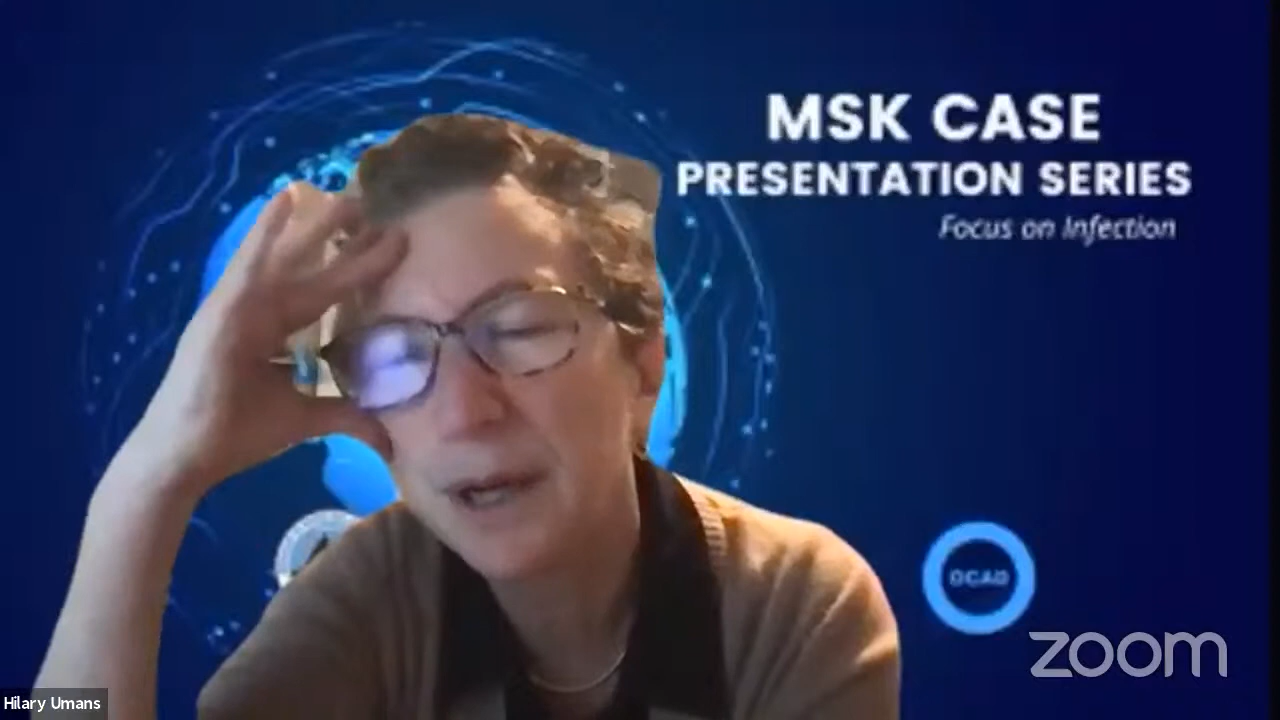 MSK CASE
PRESENTATION SERIES
Focus on Infection
OCAD
zoom
Hilary Umans